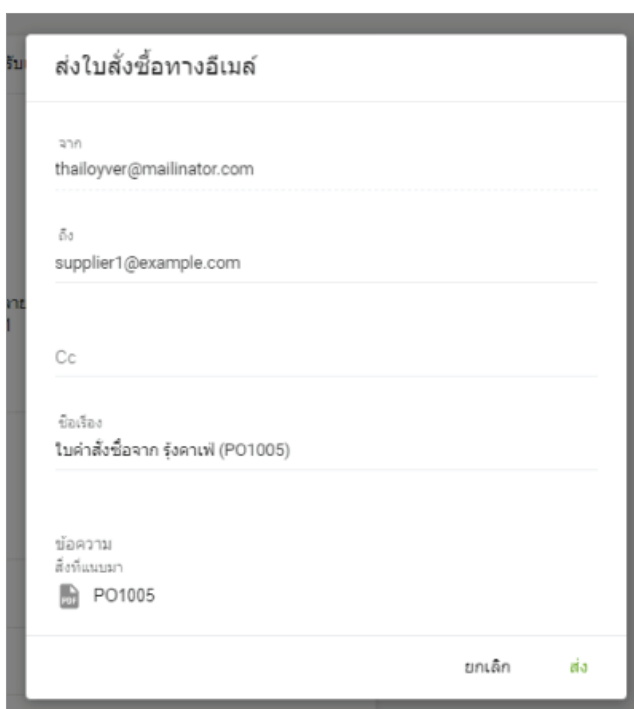 ส่งใบสั่งซื้อทางอีเมล์
จาก
thailoyver@mailinator.com
ถึง
supplier1@example.com
Cc
ชื่อเรื่อง
ใบคำสั่งซื้อจาก รุ้งคาเฟ่ (PO1005)
ข้อความ
สิ่งที่แนบมา
PDF PO1005
ยกเลิก ส่ง